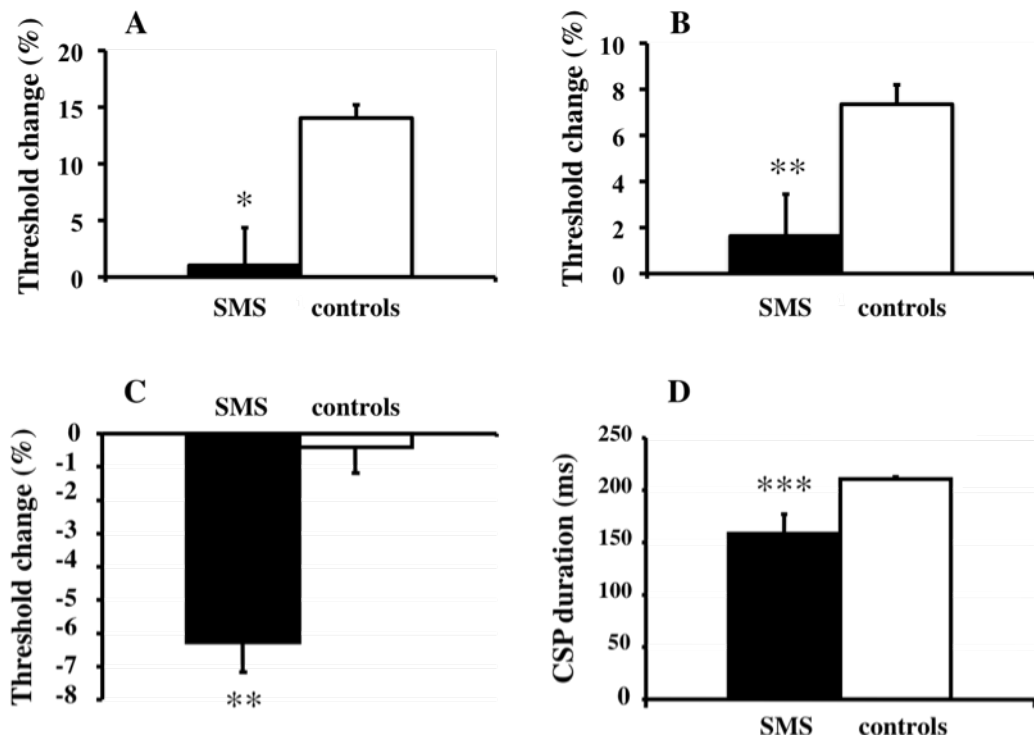 A
Threshold change (%)
20
15
10
5
0
*
SMS controls
B
Threshold change (%)
10
8
6
4
2
0
**
SMS controls
C
SMS controls
Threshold change (%)
0
-1
-2
-3
-4
-5
-6
-7
-8
**
D
CSP duration (ms)
250
200
150
100
50
0
***
SMS controls